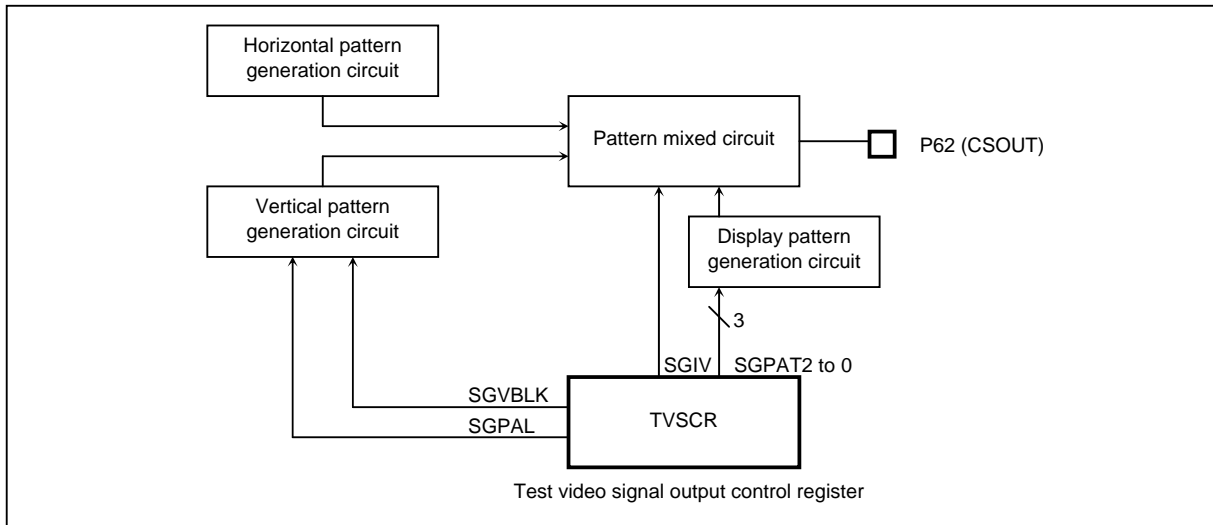 Horizontal pattern
generation circuit
Pattern mixed circuit
P62 (CSOUT)
Vertical pattern
generation circuit
Display pattern
generation circuit
3
SGIV
SGPAT2 to 0
SGVBLK
SGPAL
TVSCR
Test video signal output control register